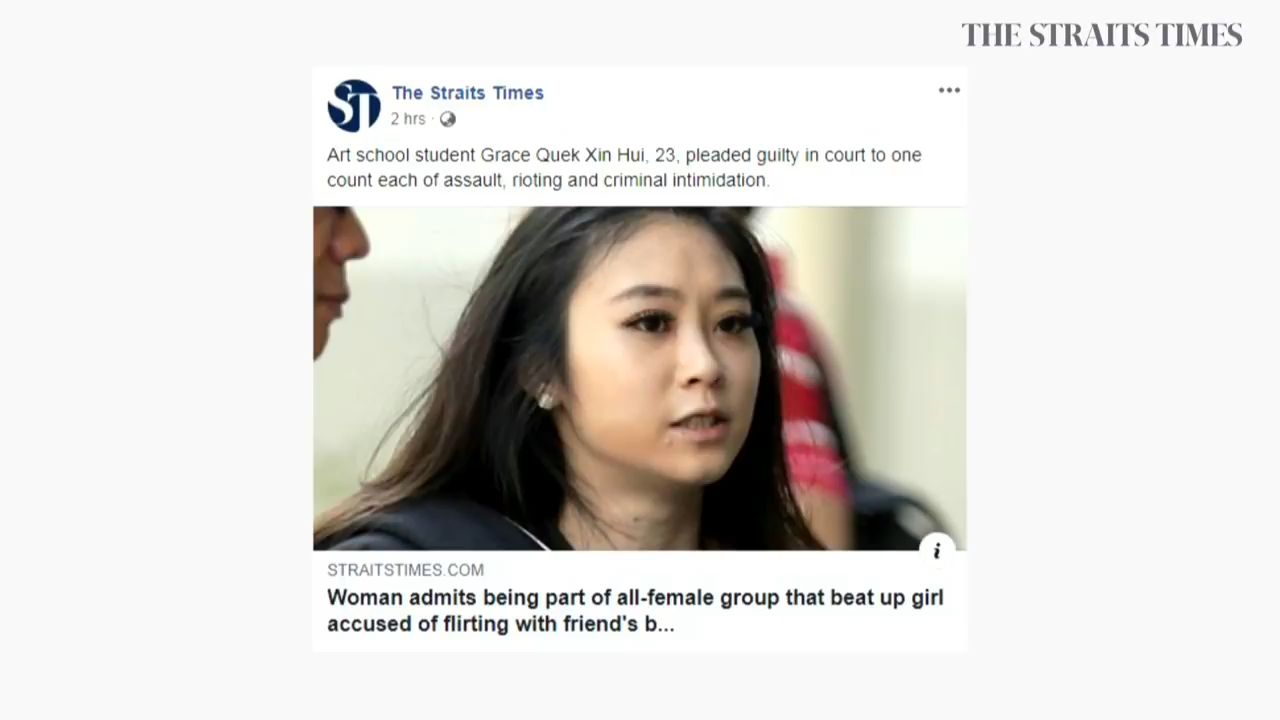 THE STRAITS TIMES
ST
The Straits Times
2 hrs ·
Art school student Grace Quek Xin Hui, 23, pleaded guilty in court to one
count each of assault, rioting and criminal intimidation.
i
STRAITSTIMES.COM
Woman admits being part of all-female group that beat up girl
accused of flirting with friend's b...